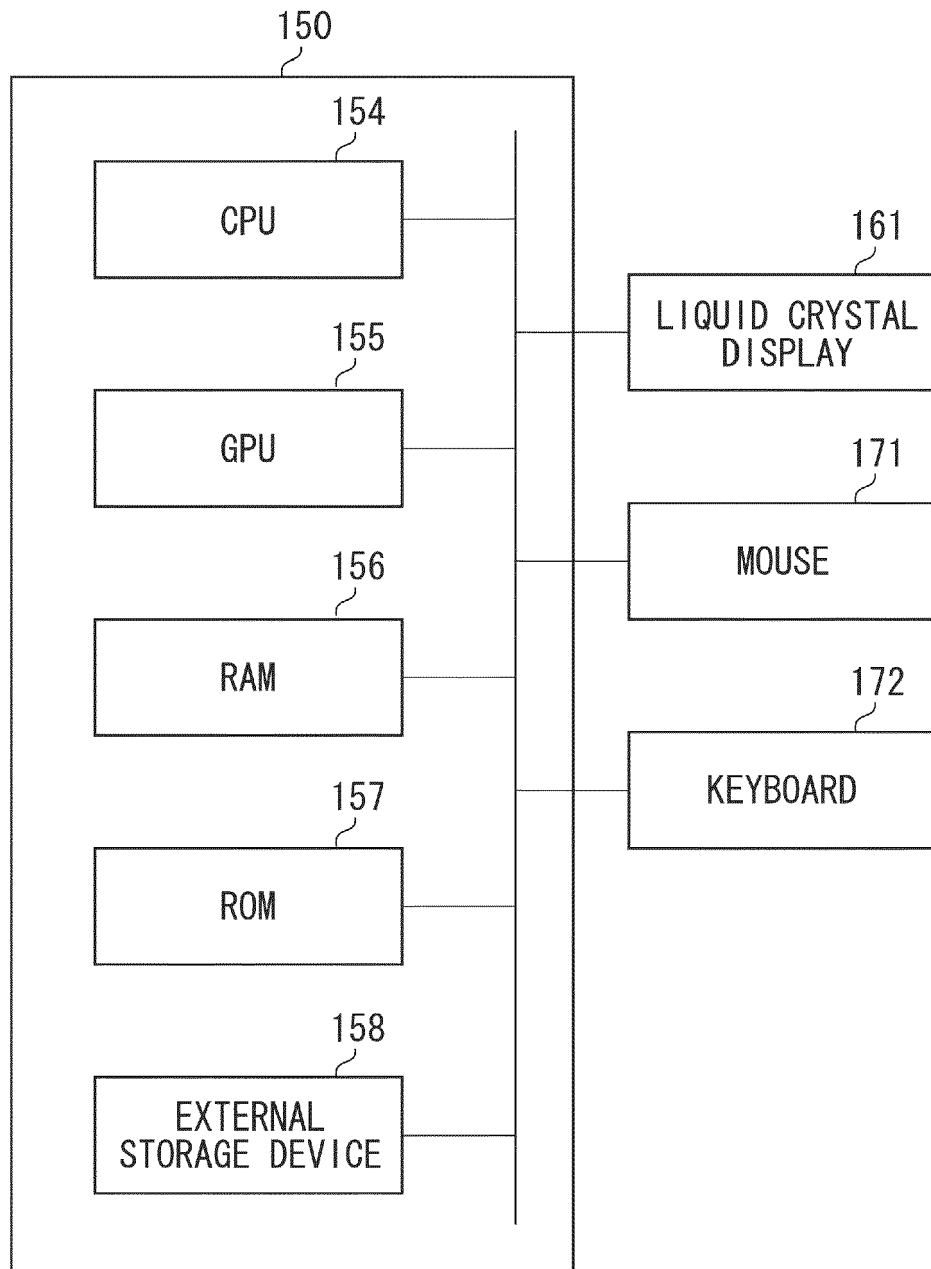 150
154
CPU
161
LIQUID CRYSTAL
DISPLAY
155
GPU
171
MOUSE
156
RAM
172
KEYBOARD
157
ROM
158
EXTERNAL
STORAGE DEVICE